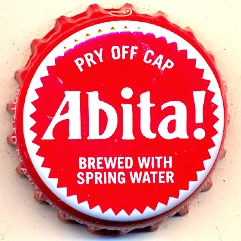 PRY OFF CAP
Abita!
BREWED WITH
SPRING WATER